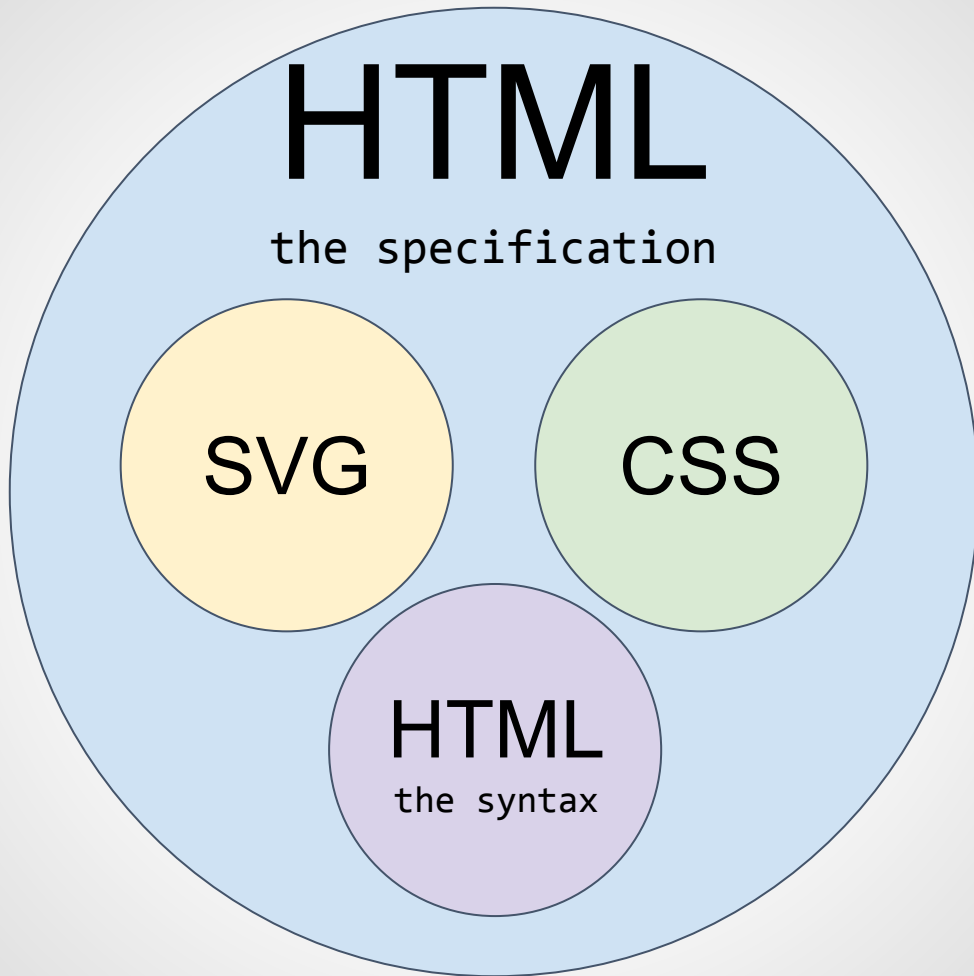 HTML
the specification
SVG
CSS
HTML
the syntax